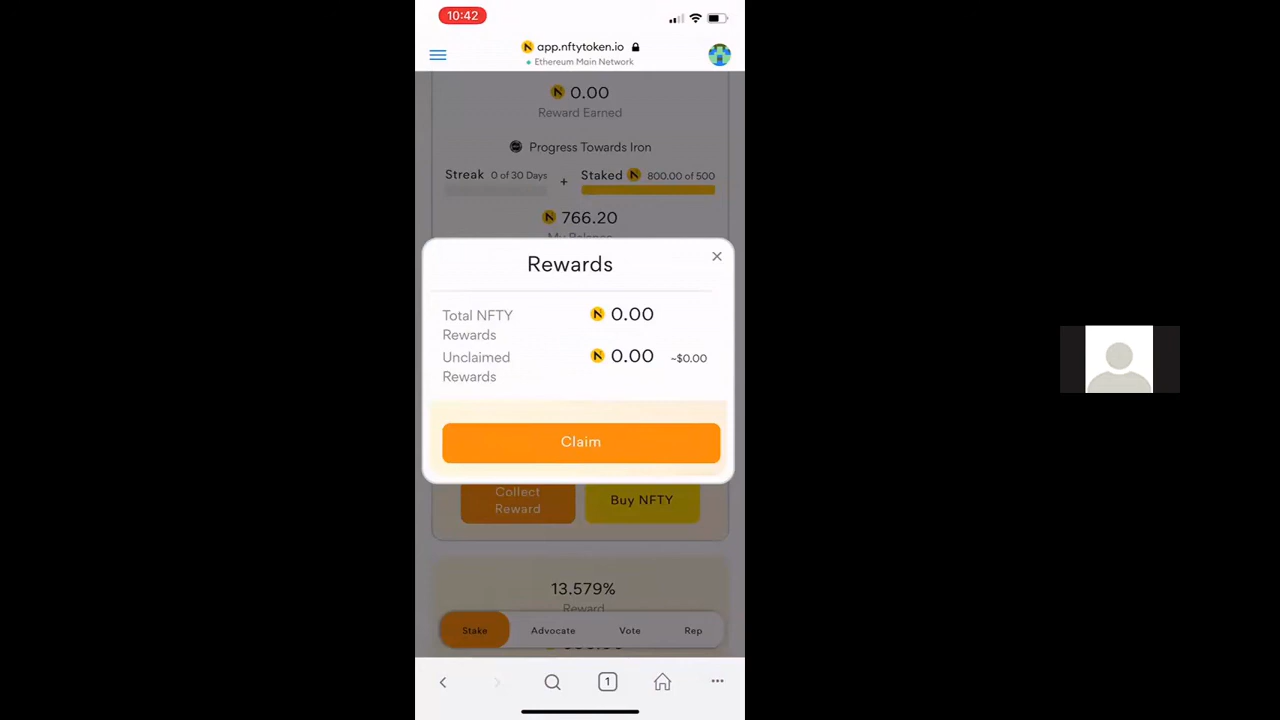 10:42
app.nftytoken.io
Ethereum Main Network
0.00
Reward Earned
Progress Towards Iron
Streak 0 of 30 Days + Staked 800.00 of 500
766.20
My Balance
Rewards
Total NFTY
Rewards
0.00
Unclaimed
Rewards
0.00 ~$0.00
Claim
Collect
Reward
Buy NFTY
13.579%
Reward
Stake Advocate Vote Rep
1